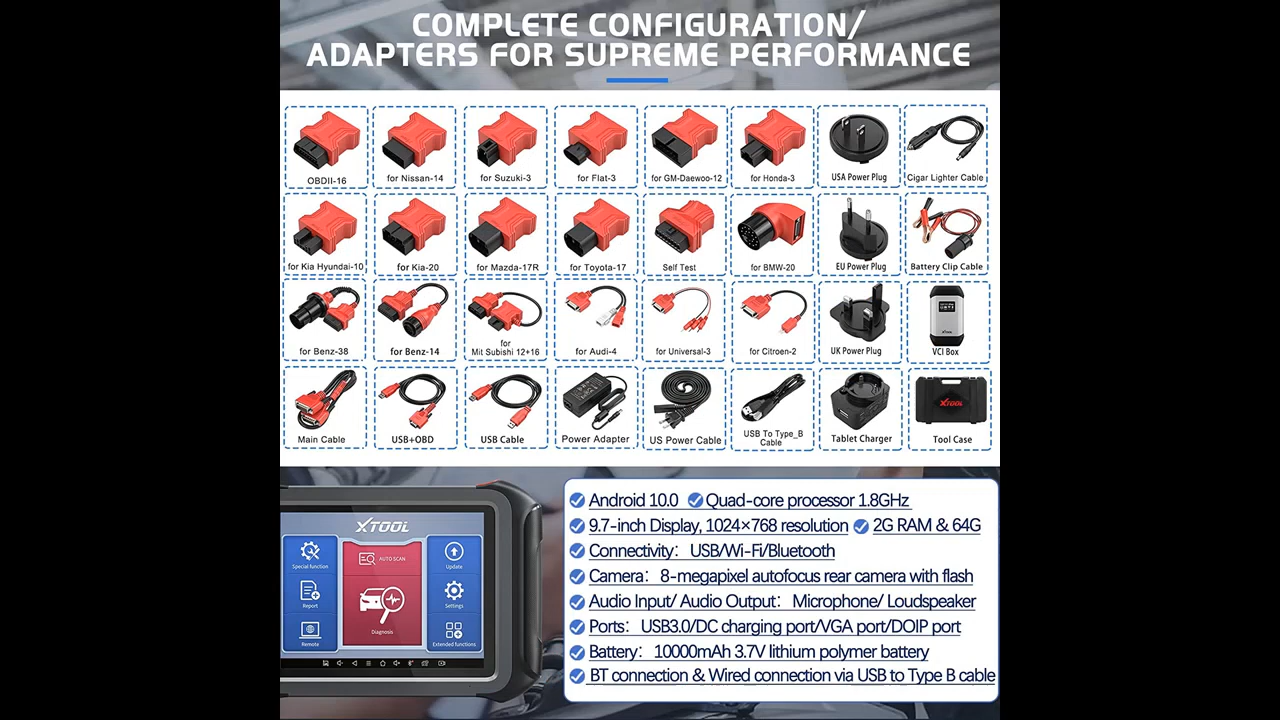 COMPLETE CONFIGURATION/
ADAPTERS FOR SUPREME PERFORMANCE
OBDII-16
for Nissan-14
for Suzuki-3
for Flat-3
for GM-Daewoo-12
for Honda-3
USA Power Plug
Cigar Lighter Cable
for Kia Hyundai-10
for Kia-20
for Mazda-17R
for Toyota-17
Self Test
for BMW-20
EU Power Plug
Battery Clip Cable
for Benz-38
for Benz-14
for
Mit Subishi 12+16
for Audi-4
for Universal-3
for Citroen-2
UK Power Plug
XTOOL
VCI Box
Main Cable
USB+OBD
USB Cable
Power Adapter
US Power Cable
USB To Type_B
Cable
Tablet Charger
XTOOL
Tool Case
XTOOL
Special function
AUTO SCAN
Update
Report
Settings
Remote
Diagnosis
Extended functions
Android 10.0 Quad-core processor 1.8GHz
9.7-inch Display, 1024×768 resolution 2G RAM & 64G
Connectivity: USB/Wi-Fi/Bluetooth
Camera: 8-megapixel autofocus rear camera with flash
Audio Input/ Audio Output: Microphone/ Loudspeaker
Ports: USB3.0/DC charging port/VGA port/DOIP port
Battery: 10000mAh 3.7V lithium polymer battery
BT connection & Wired connection via USB to Type B cable